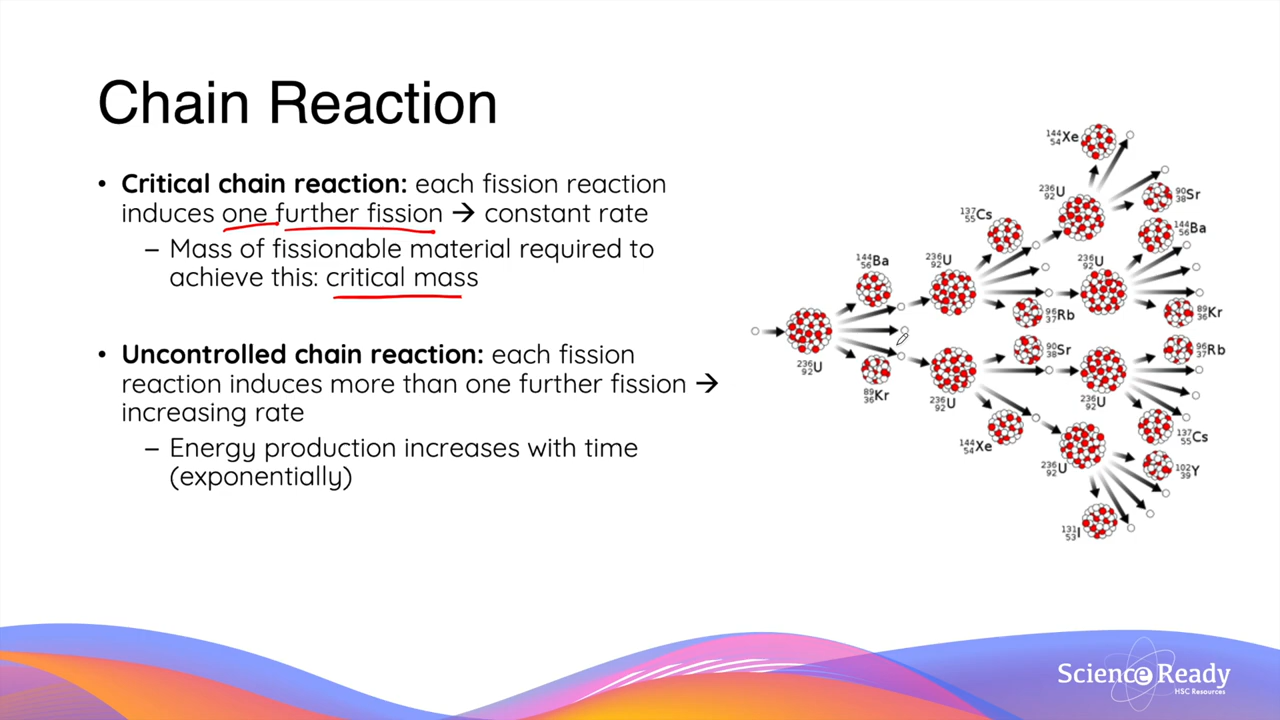 Chain Reaction
• Critical chain reaction: each fission reaction
induces one further fission → constant rate
– Mass of fissionable material required to
achieve this: critical mass
• Uncontrolled chain reaction: each fission
reaction induces more than one further fission →
increasing rate
– Energy production increases with time
(exponentially)
144 54 Xe
236 92 U
90 38 Sr
137 55 Cs
144 56 Ba
144 56 Ba
236 92 U
236 92 U
96 37 Rb
89 36 Kr
236 92 U
90 38 Sr
96 37 Rb
89 36 Kr
236 92 U
236 92 U
144 54 Xe
137 55 Cs
236 92 U
102 39 Y
131 53 I
Science Ready
HSC Resources